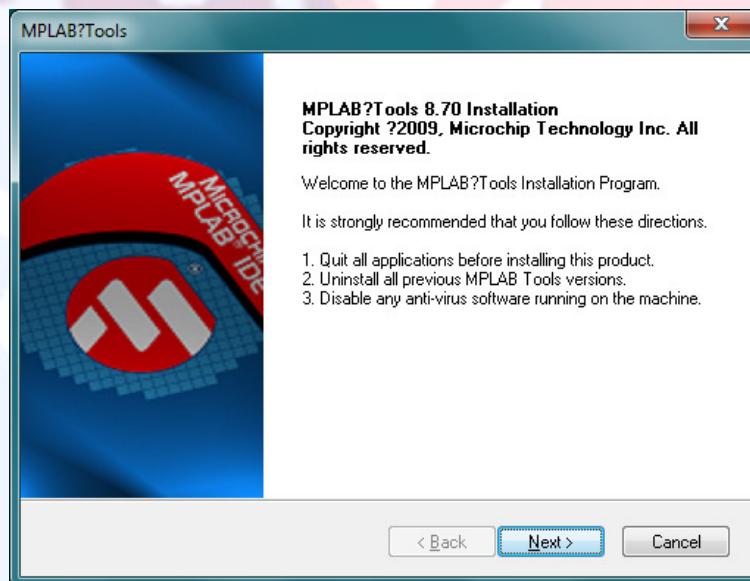 MPLAB?Tools
MICROCHIP
MPLAB® IDE
®
MPLAB?Tools 8.70 Installation
Copyright ?2009, Microchip Technology Inc. All
rights reserved.
Welcome to the MPLAB?Tools Installation Program.
It is strongly recommended that you follow these directions.
1. Quit all applications before installing this product.
2. Uninstall all previous MPLAB Tools versions.
3. Disable any anti-virus software running on the machine.
< Back
Next >
Cancel